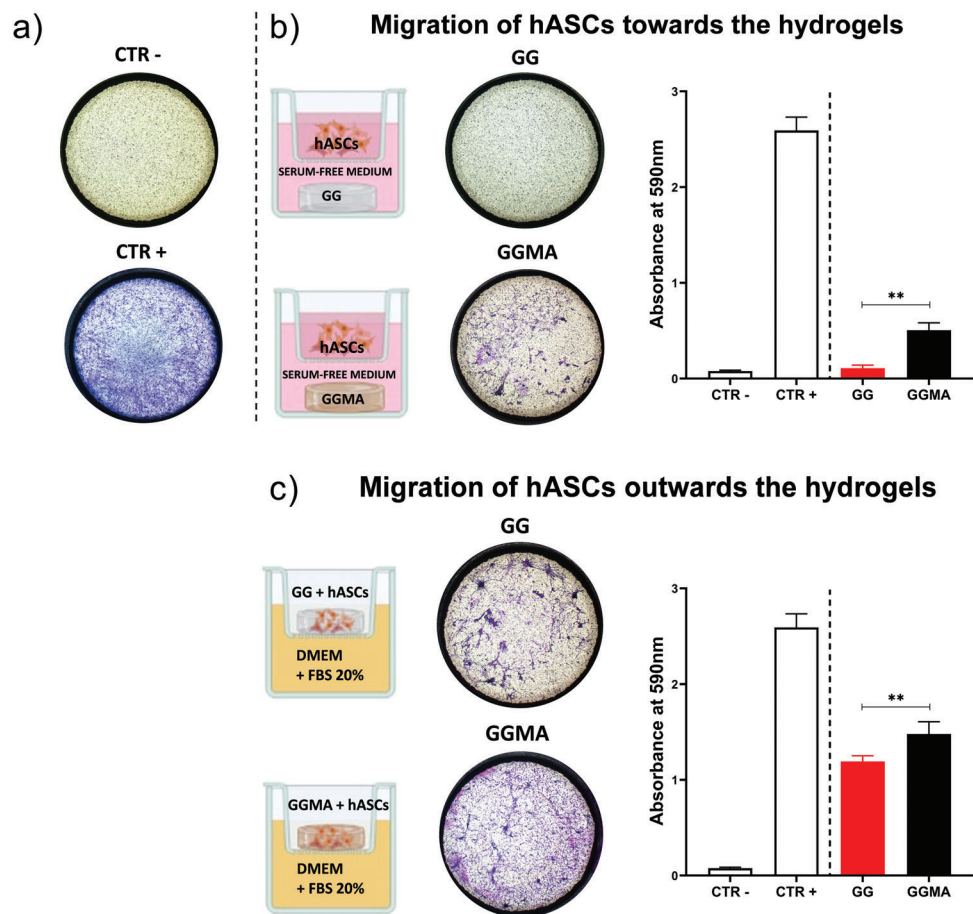 a)
CTR -
CTR +
b) Migration of hASCs towards the hydrogels
GG
hASCs
SERUM-FREE MEDIUM
GG
GGMA
hASCs
SERUM-FREE MEDIUM
GGMA
Absorbance at 590nm
3
2
1
0
**
CTR -
CTR +
GG
GGMA
c) Migration of hASCs outwards the hydrogels
GG
GG + hASCs
DMEM
+ FBS 20%
GGMA
GGMA + hASCs
DMEM
+ FBS 20%
Absorbance at 590nm
3
2
1
0
**
CTR -
CTR +
GG
GGMA